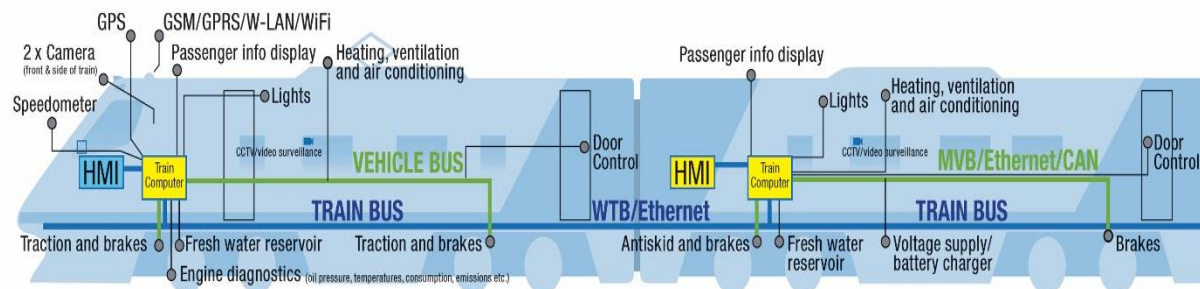 GPS
GSM/GPRS/W-LAN/WiFi
2 x Camera
(front & side of train)
Passenger info display
Heating, ventilation
and air conditioning
Speedometer
Lights
CCTV/video surveillance
Door
Control
HMI
Train
Computer
VEHICLE BUS
TRAIN BUS
WTB/Ethernet
Traction and brakes
Fresh water reservoir
Traction and brakes
Engine diagnostics (oil pressure, temperatures, consumption, emissions etc.)
Passenger info display
Heating, ventilation
and air conditioning
Lights
CCTV/video surveillance
Door
Control
HMI
Train
Computer
MVB/Ethernet/CAN
TRAIN BUS
Antiskid and brakes
Fresh water
reservoir
Voltage supply/
battery charger
Brakes